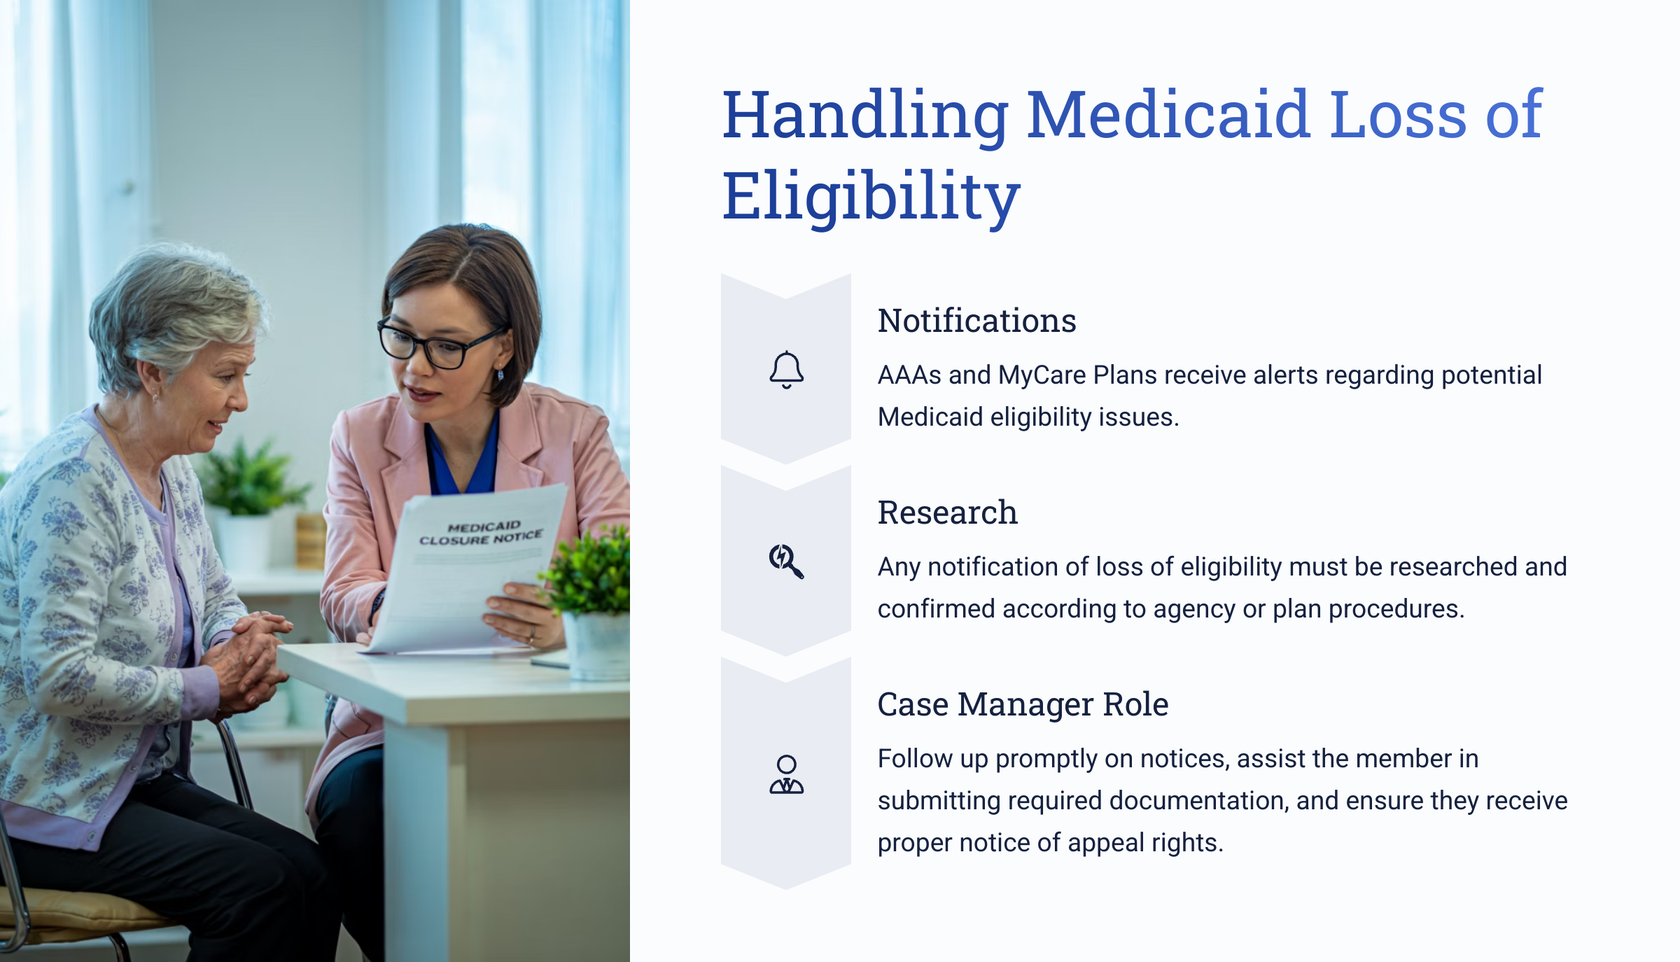 MEDICAID
CLOSURE NOTICE
Handling Medicaid Loss of
Eligibility
Notifications
AAAs and MyCare Plans receive alerts regarding potential
Medicaid eligibility issues.
Research
Any notification of loss of eligibility must be researched and
confirmed according to agency or plan procedures.
Case Manager Role
Follow up promptly on notices, assist the member in
submitting required documentation, and ensure they receive
proper notice of appeal rights.